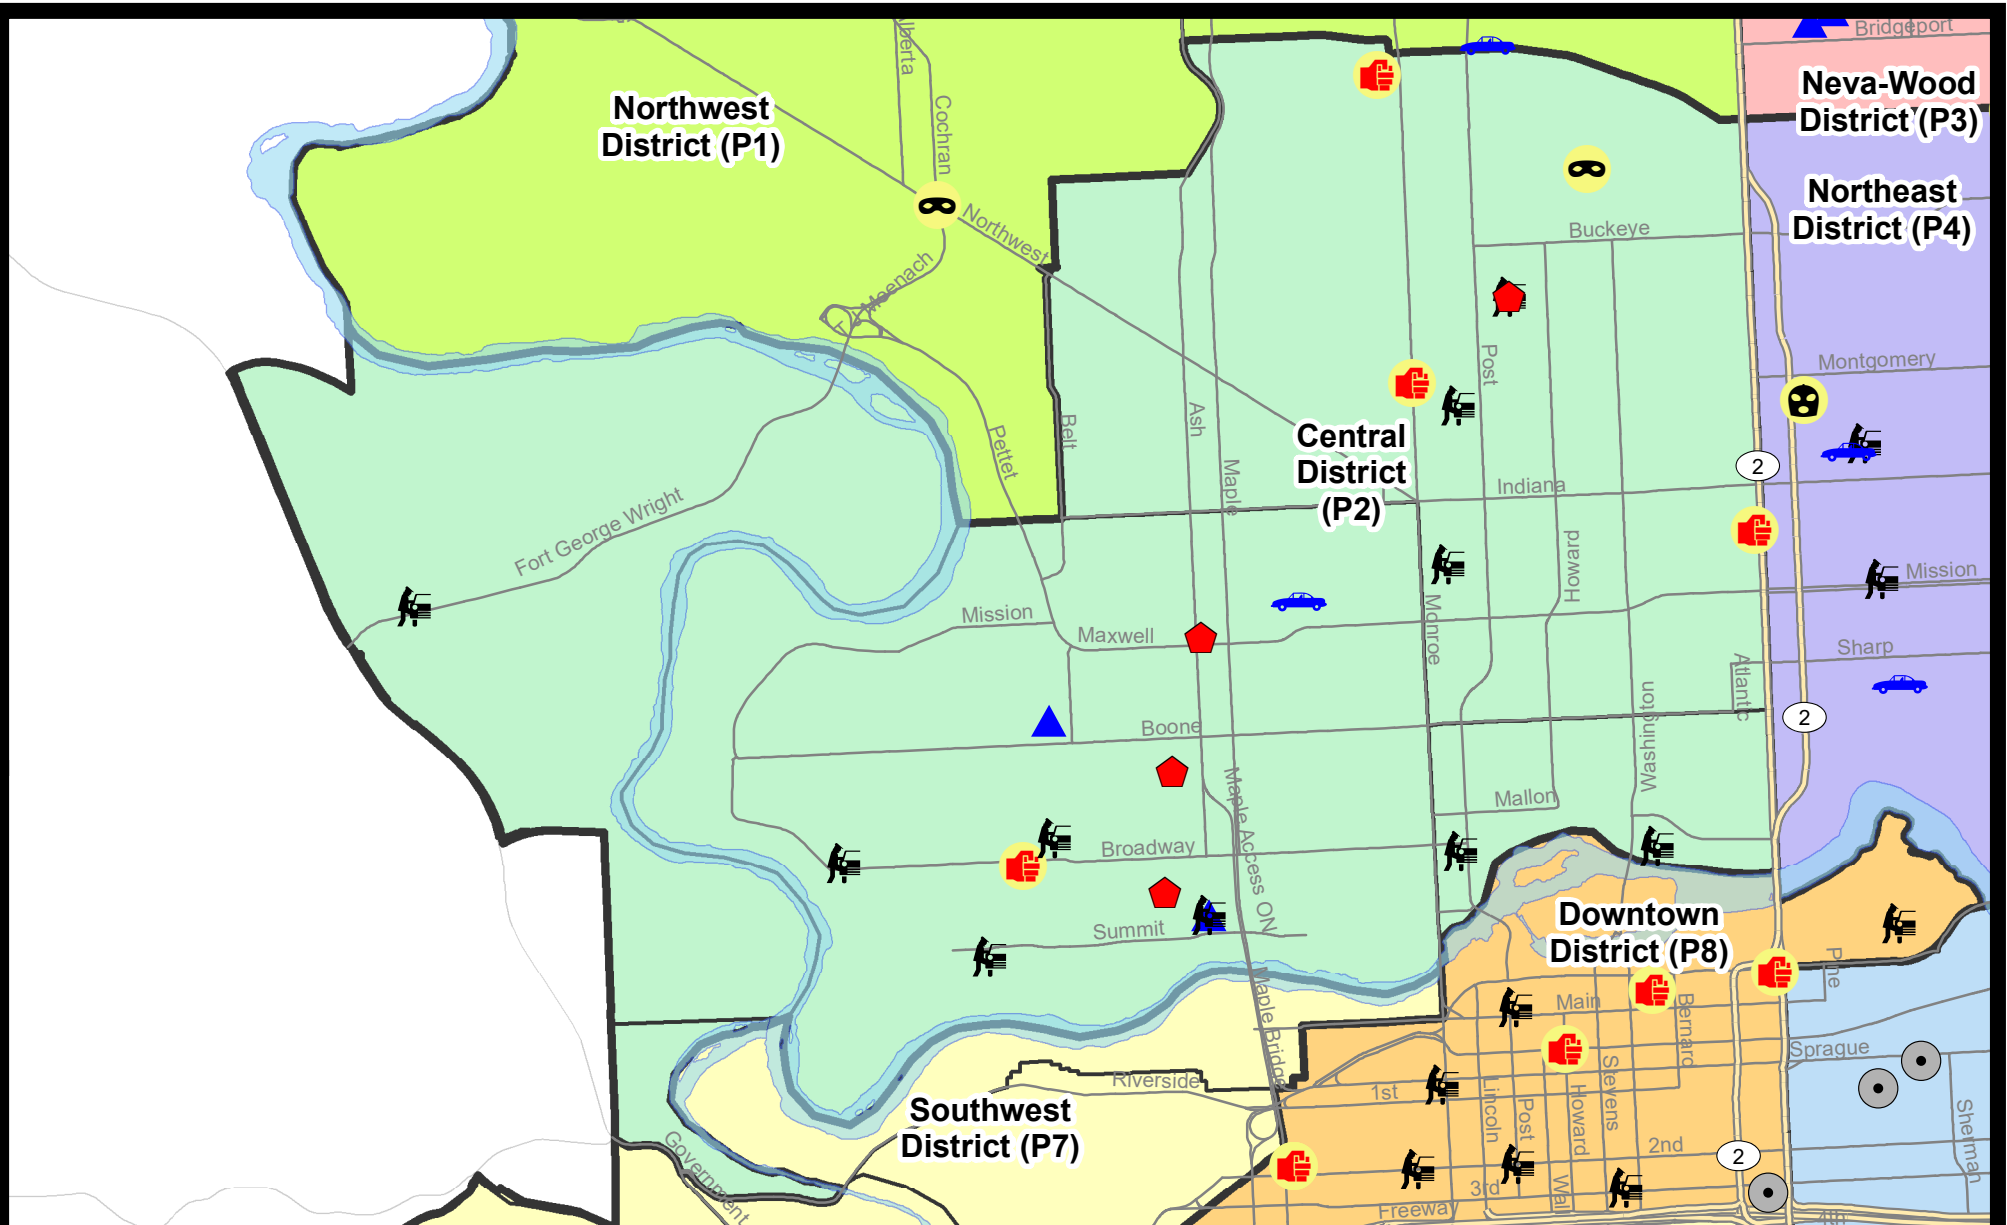 Bridgeport
Neva-Wood
District (P3)
Northwest
District (P1)
Cochran
Northeast
District (P4)
Buckeye
Northwest
T J Meenach
Montgomery
Post
Belt
Ash
Pettet
Central
District
(P2)
Maple
2
Indiana
Fort George Wright
Howard
Mission
Mission
Maxwell
Monroe
Sharp
Atlantic
Boone
Washington
2
Mallon
Maple Access ON
Broadway
Summit
Downtown
District (P8)
Pine
Main
Bernard
Maple Bridge
Sprague
Riverside
1st
Lincoln
Post
Howard
Stevens
Southwest
District (P7)
Sherman
Government
2nd
2
3rd
Wall
Freeway
4th